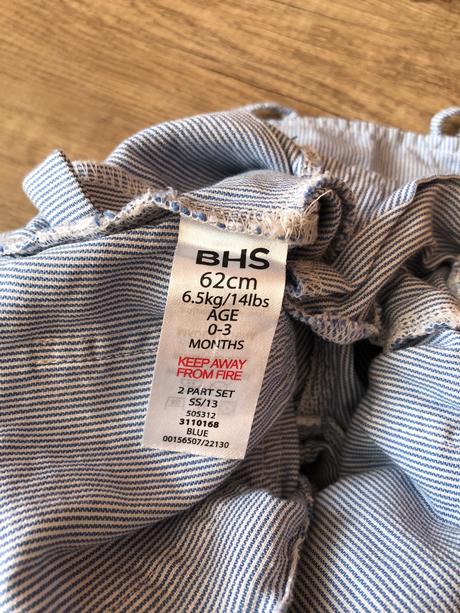 BHS
62cm
6.5kg/14lbs
AGE
0-3
MONTHS
KEEP AWAY
FROM FIRE
2 PART SET
SS/13
505312
3110168
BLUE
00156507/22130